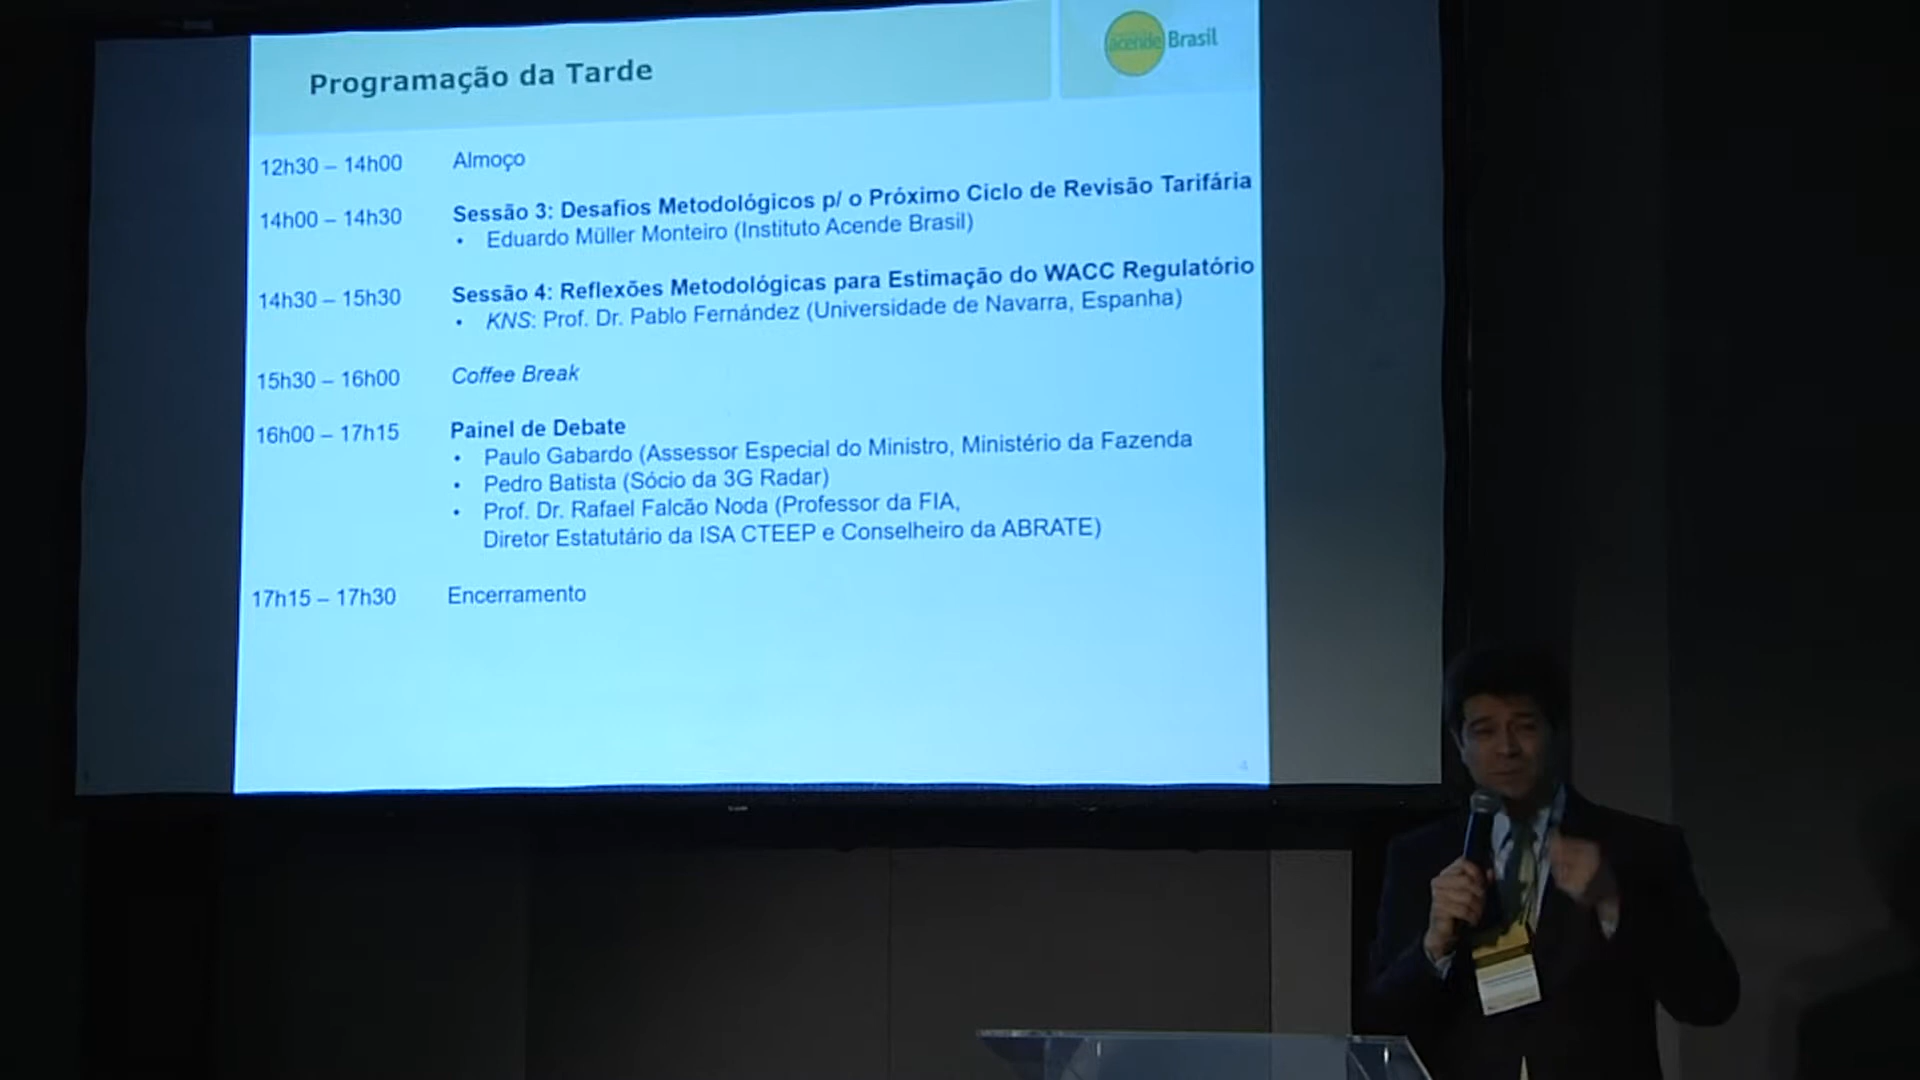 Programação da Tarde
acende Brasil
12h30 – 14h00 Almoço
14h00 – 14h30 Sessão 3: Desafios Metodológicos p/ o Próximo Ciclo de Revisão Tarifária
• Eduardo Müller Monteiro (Instituto Acende Brasil)
14h30 – 15h30 Sessão 4: Reflexões Metodológicas para Estimação do WACC Regulatório
• KNS: Prof. Dr. Pablo Fernández (Universidade de Navarra, Espanha)
15h30 – 16h00 Coffee Break
16h00 – 17h15 Painel de Debate
• Paulo Gabardo (Assessor Especial do Ministro, Ministério da Fazenda
• Pedro Batista (Sócio da 3G Radar)
• Prof. Dr. Rafael Falcão Noda (Professor da FIA,
Diretor Estatutário da ISA CTEEP e Conselheiro da ABRATE)
17h15 – 17h30 Encerramento
4